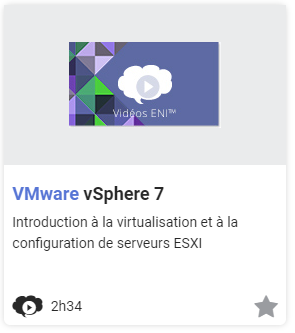 Vidéos ENI™
VMware vSphere 7
Introduction à la virtualisation et à la
configuration de serveurs ESXI
2h34